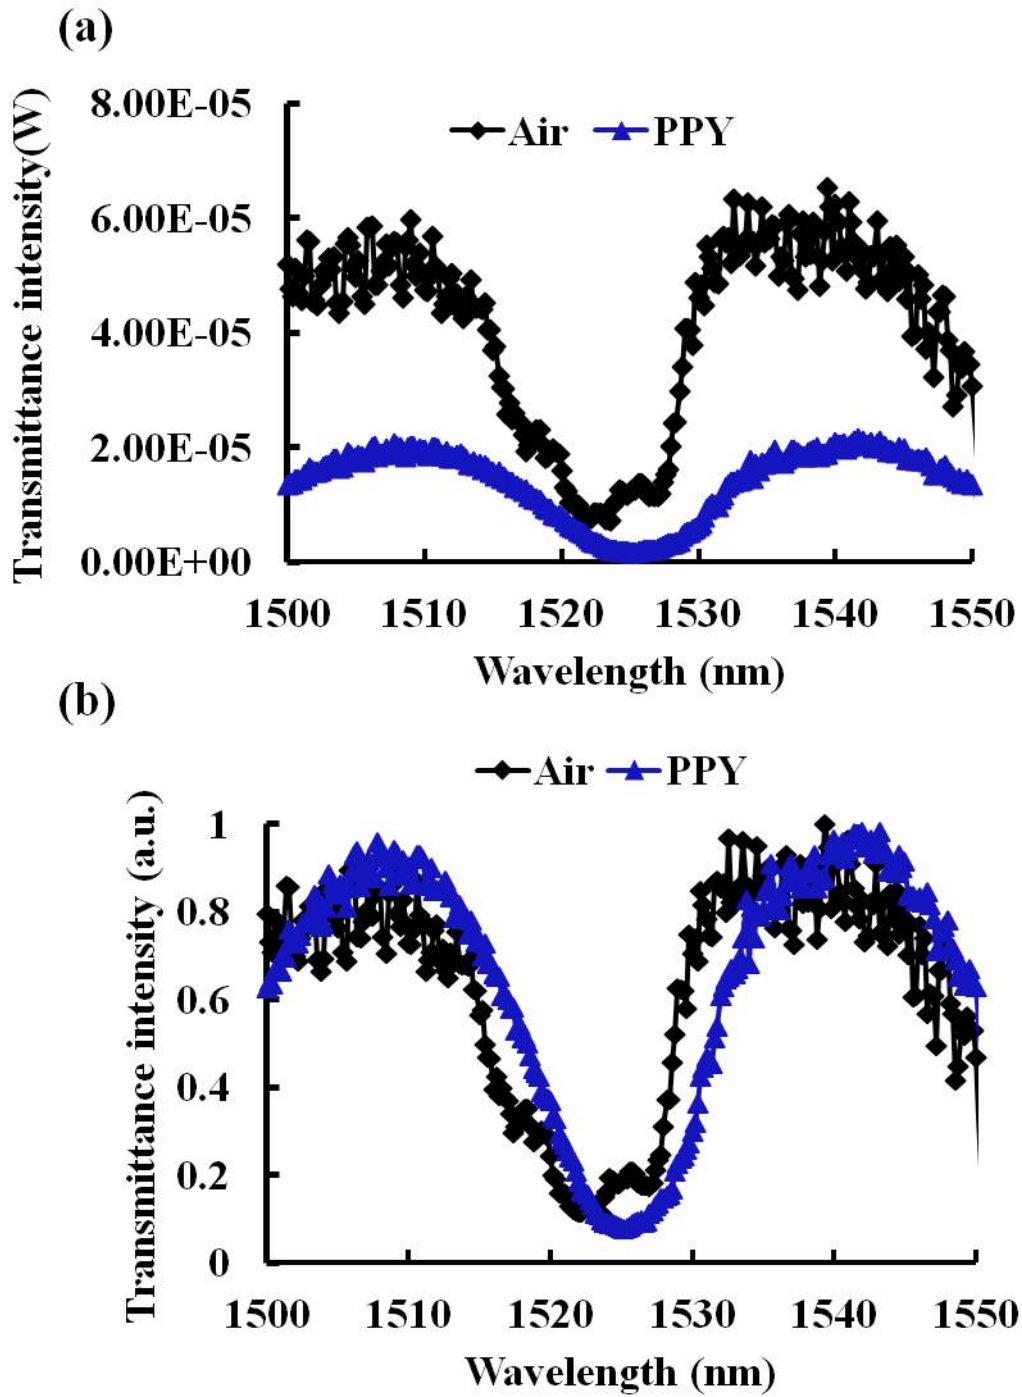 (a)
Transmittance intensity(W)
8.00E-05
6.00E-05
4.00E-05
2.00E-05
0.00E+00
Air PPY
1500 1510 1520 1530 1540 1550
Wavelength (nm)
(b)
Transmittance intensity (a.u.)
1
0.8
0.6
0.4
0.2
0
Air PPY
1500 1510 1520 1530 1540 1550
Wavelength (nm)